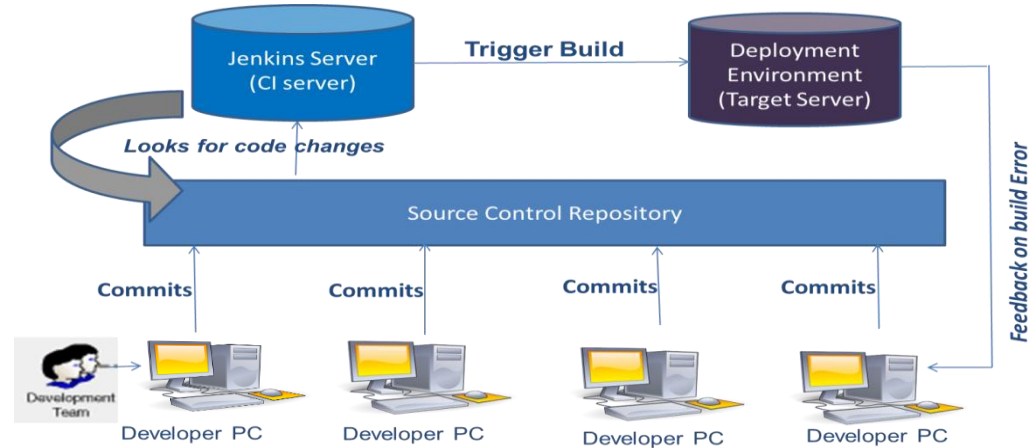 Jenkins Server
(CI server)
Trigger Build
Deployment
Environment
(Target Server)
Looks for code changes
Source Control Repository
Feedback on build Error
Commits
Commits
Commits
Commits
Development
Team
Developer PC
Developer PC
Developer PC
Developer PC